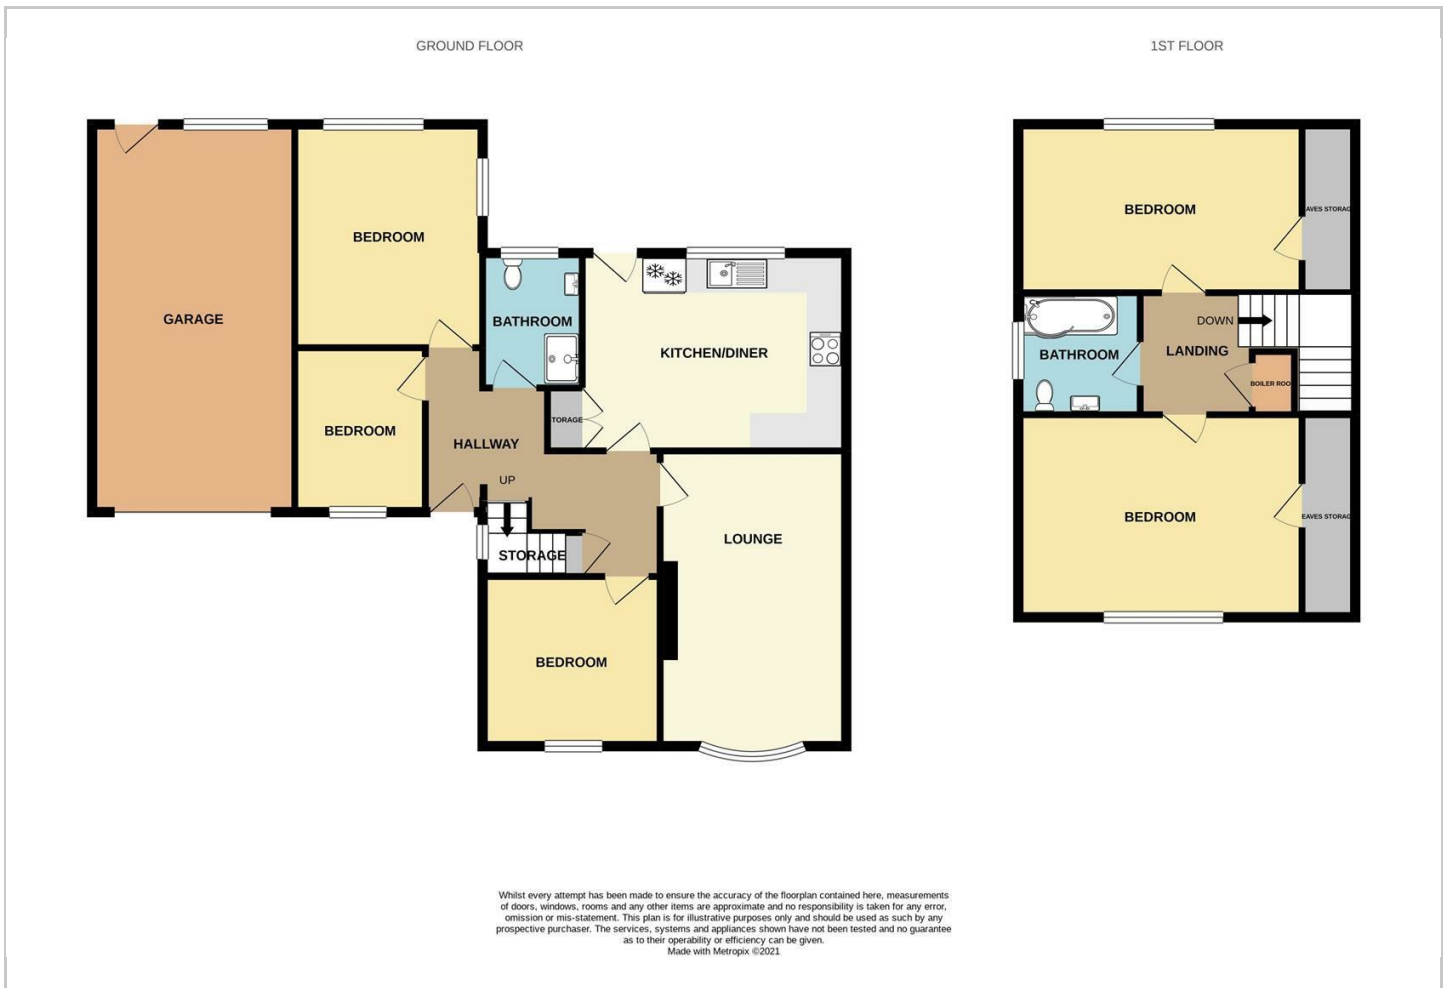 GROUND FLOOR
GARAGE
BEDROOM
BEDROOM
BATHROOM
KITCHEN/DINER
STORAGE
HALLWAY
UP
STORAGE
LOUNGE
BEDROOM
1ST FLOOR
BEDROOM
AVES STORAG
DOWN
BATHROOM
LANDING
BOILER ROO
BEDROOM
EAVES STORAG
Whilst every attempt has been made to ensure the accuracy of the floorplan contained here, measurements
of doors, windows, rooms and any other items are approximate and no responsibility is taken for any error,
omission or mis-statement. This plan is for illustrative purposes only and should be used as such by any
prospective purchaser. The services, systems and appliances shown have not been tested and no guarantee
as to their operability or efficiency can be given.
Made with Metropix ©2021